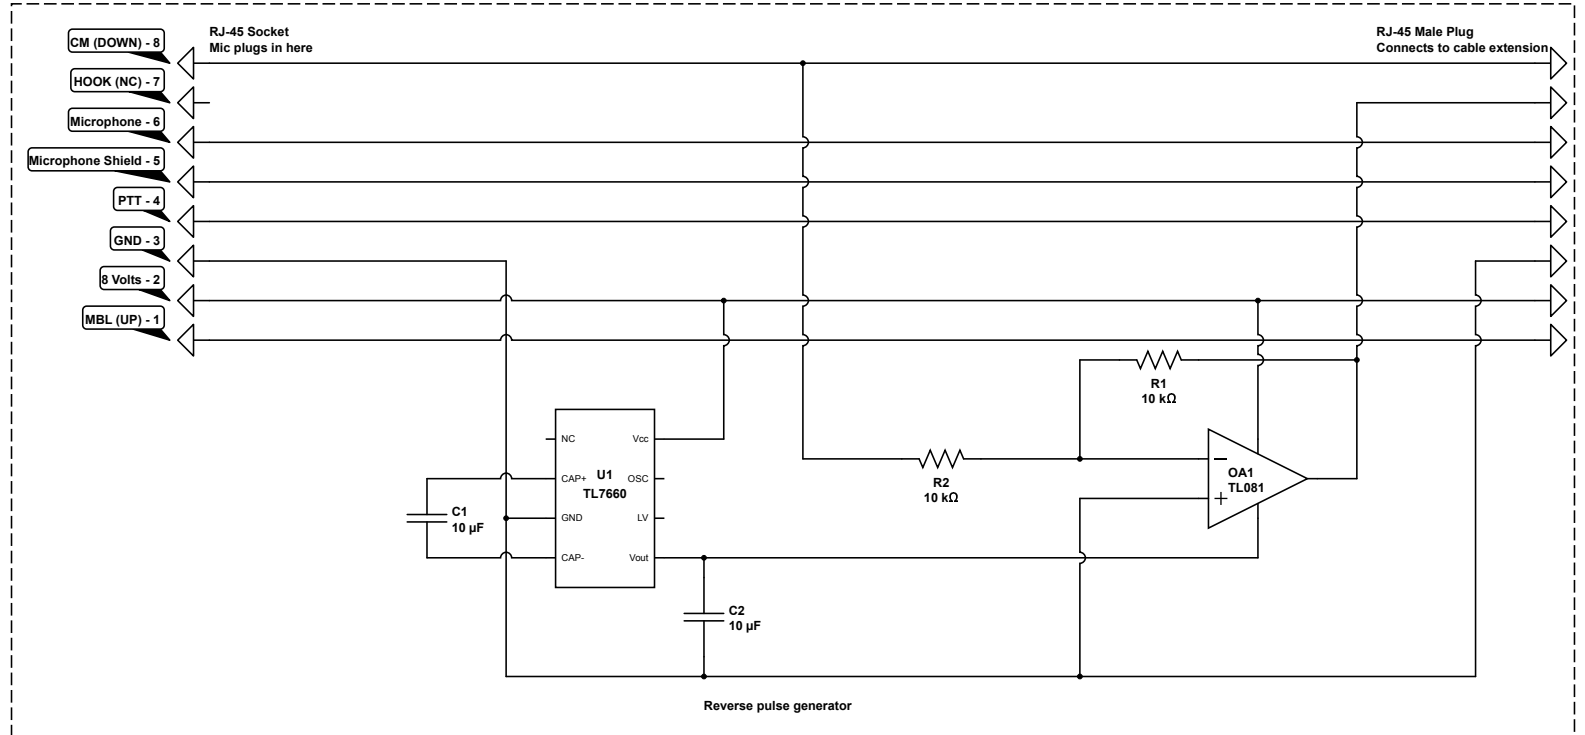 RJ-45 Socket
Mic plugs in here
RJ-45 Male Plug
Connects to cable extension
CM (DOWN) - 8
HOOK (NC) - 7
Microphone - 6
Microphone Shield - 5
PTT - 4
GND - 3
8 Volts - 2
MBL (UP) - 1
R1
10 kΩ
R2
10 kΩ
OA1
TL081
NC
Vcc
CAP+
U1
OSC
TL7660
GND
LV
CAP-
Vout
C1
10 µF
C2
10 µF
Reverse pulse generator